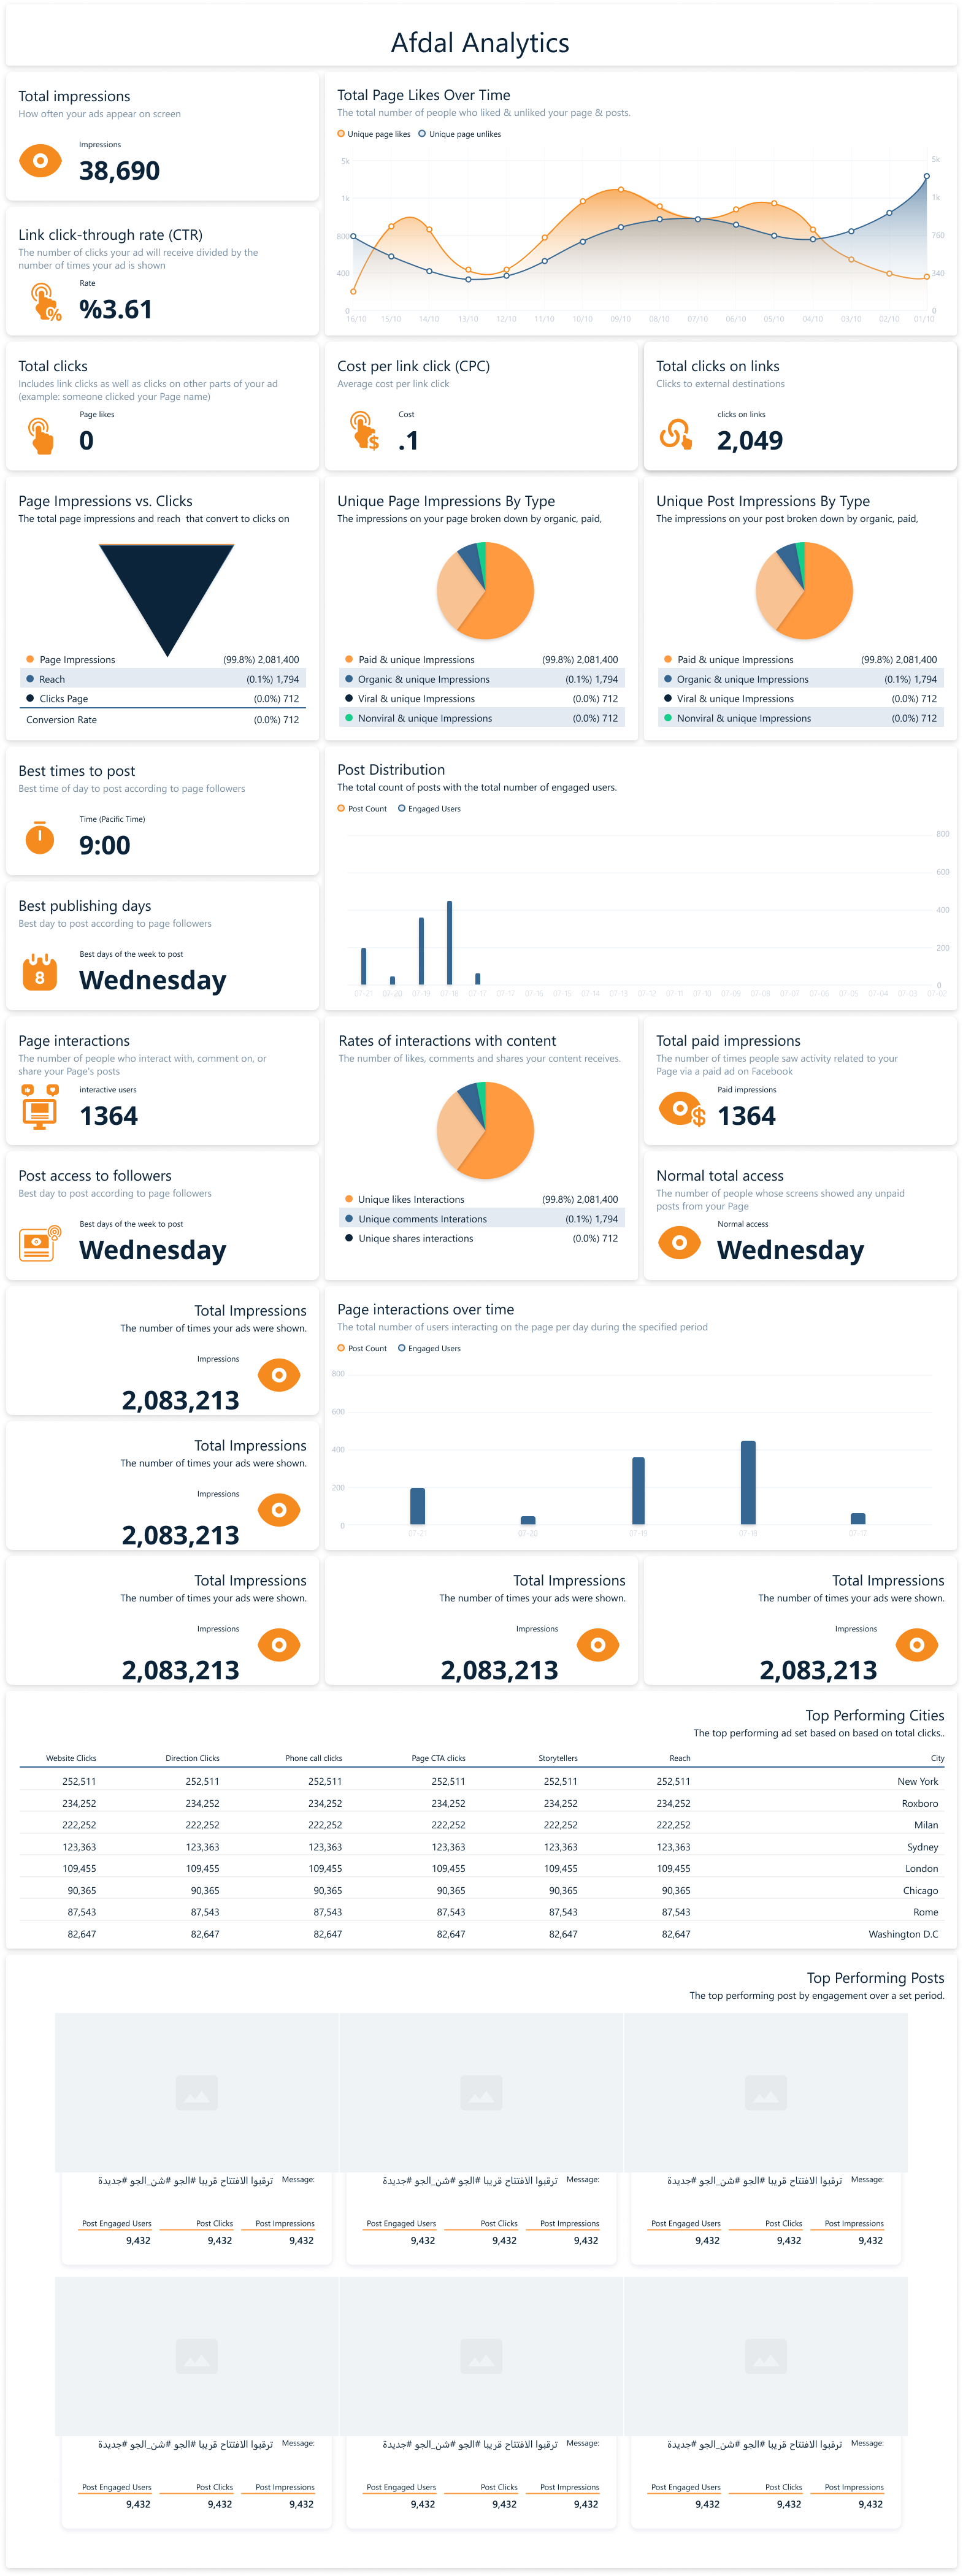 Afdal Analytics
Total impressions
How often your ads appear on screen
Impressions
38,690
Link click-through rate (CTR)
The number of clicks your ad will receive divided by the
number of times your ad is shown
Rate
%3.61
%
Total Page Likes Over Time
The total number of people who liked & unliked your page & posts.
Unique page likes Unique page unlikes
5k 5k
1k 1k
800 760
400 340
0 0
16/10 15/10 14/10 13/10 12/10 11/10 10/10 09/10 08/10 07/10 06/10 05/10 04/10 03/10 02/10 01/10
Total clicks
Includes link clicks as well as clicks on other parts of your ad
(example: someone clicked your Page name)
Page likes
0
Cost per link click (CPC)
Average cost per link click
Cost
.1
$
Total clicks on links
Clicks to external destinations
clicks on links
2,049
Page Impressions vs. Clicks
The total page impressions and reach that convert to clicks on
Page Impressions (99.8%) 2,081,400
Reach (0.1%) 1,794
Clicks Page (0.0%) 712
Conversion Rate (0.0%) 712
Unique Page Impressions By Type
The impressions on your page broken down by organic, paid,
Paid & unique Impressions (99.8%) 2,081,400
Organic & unique Impressions (0.1%) 1,794
Viral & unique Impressions (0.0%) 712
Nonviral & unique Impressions (0.0%) 712
Unique Post Impressions By Type
The impressions on your post broken down by organic, paid,
Paid & unique Impressions (99.8%) 2,081,400
Organic & unique Impressions (0.1%) 1,794
Viral & unique Impressions (0.0%) 712
Nonviral & unique Impressions (0.0%) 712
Best times to post
Best time of day to post according to page followers
Time (Pacific Time)
9:00
Best publishing days
Best day to post according to page followers
Best days of the week to post
8
Wednesday
Post Distribution
The total count of posts with the total number of engaged users.
Post Count Engaged Users
800
600
400
200
0
07-21 07-20 07-19 07-18 07-17 07-17 07-16 07-15 07-14 07-13 07-12 07-11 07-10 07-09 07-08 07-07 07-06 07-05 07-04 07-03 07-02
Page interactions
The number of people who interact with, comment on, or
share your Page's posts
interactive users
1364
Rates of interactions with content
The number of likes, comments and shares your content receives.
Unique likes Interactions (99.8%) 2,081,400
Unique comments Interations (0.1%) 1,794
Unique shares interactions (0.0%) 712
Total paid impressions
The number of times people saw activity related to your
Page via a paid ad on Facebook
Paid impressions
$
1364
Post access to followers
Best day to post according to page followers
Best days of the week to post
Wednesday
Normal total access
The number of people whose screens showed any unpaid
posts from your Page
Normal access
Wednesday
Total Impressions
The number of times your ads were shown.
Impressions
2,083,213
Total Impressions
The number of times your ads were shown.
Impressions
2,083,213
Page interactions over time
The total number of users interacting on the page per day during the specified period
Post Count Engaged Users
800
600
400
200
0
07-21 07-20 07-19 07-18 07-17
Total Impressions
The number of times your ads were shown.
Impressions
2,083,213
Total Impressions
The number of times your ads were shown.
Impressions
2,083,213
Total Impressions
The number of times your ads were shown.
Impressions
2,083,213
Top Performing Cities
The top performing ad set based on based on total clicks..
Website Clicks Direction Clicks Phone call clicks Page CTA clicks Storytellers Reach City
252,511 252,511 252,511 252,511 252,511 252,511 New York
234,252 234,252 234,252 234,252 234,252 234,252 Roxboro
222,252 222,252 222,252 222,252 222,252 222,252 Milan
123,363 123,363 123,363 123,363 123,363 123,363 Sydney
109,455 109,455 109,455 109,455 109,455 109,455 London
90,365 90,365 90,365 90,365 90,365 90,365 Chicago
87,543 87,543 87,543 87,543 87,543 87,543 Rome
82,647 82,647 82,647 82,647 82,647 82,647 Washington D.C
Top Performing Posts
The top performing post by engagement over a set period.
ترقبوا الافتتاح قريبا #الجو #شن_الجو #جديدة Message:
Post Engaged Users Post Clicks Post Impressions
9,432 9,432 9,432
ترقبوا الافتتاح قريبا #الجو #شن_الجو #جديدة Message:
Post Engaged Users Post Clicks Post Impressions
9,432 9,432 9,432
ترقبوا الافتتاح قريبا #الجو #شن_الجو #جديدة Message:
Post Engaged Users Post Clicks Post Impressions
9,432 9,432 9,432
ترقبوا الافتتاح قريبا #الجو #شن_الجو #جديدة Message:
Post Engaged Users Post Clicks Post Impressions
9,432 9,432 9,432
ترقبوا الافتتاح قريبا #الجو #شن_الجو #جديدة Message:
Post Engaged Users Post Clicks Post Impressions
9,432 9,432 9,432
ترقبوا الافتتاح قريبا #الجو #شن_الجو #جديدة Message:
Post Engaged Users Post Clicks Post Impressions
9,432 9,432 9,432